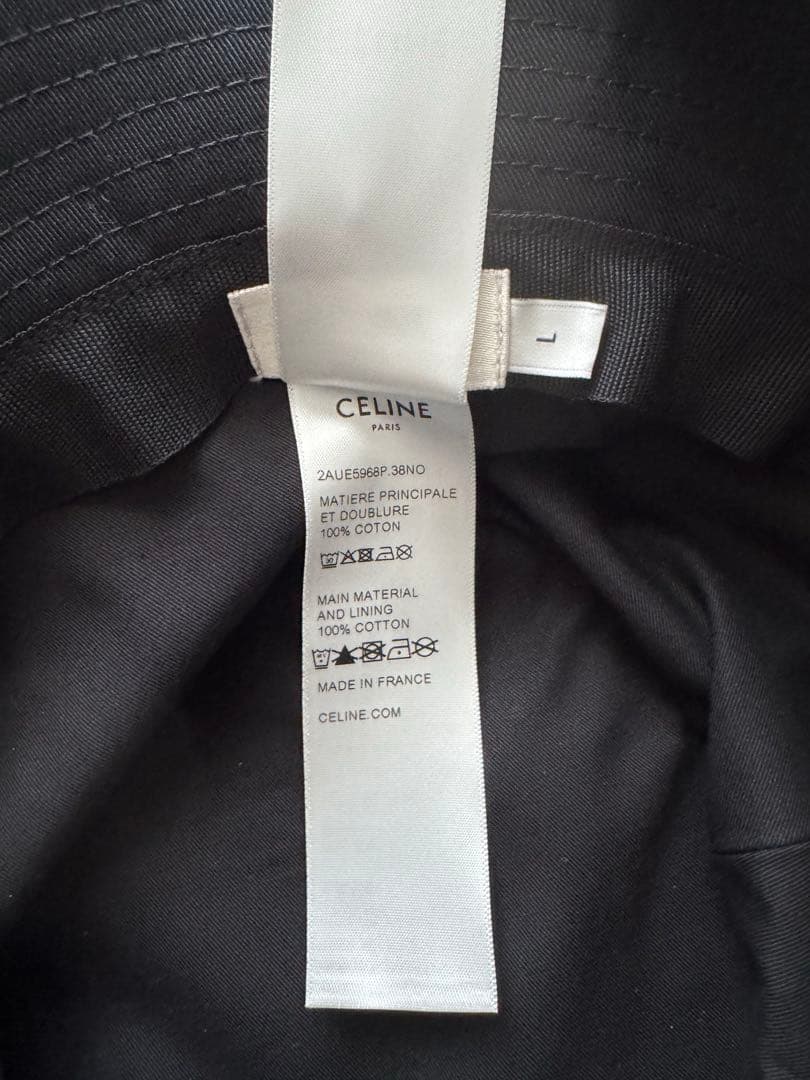 L
CELINE
PARIS
2AUE5968P.38NO
MATIERE PRINCIPALE
ET DOUBLURE
100% COTON
MAIN MATERIAL
AND LINING
100% COTTON
MADE IN FRANCE
CELINE.COM